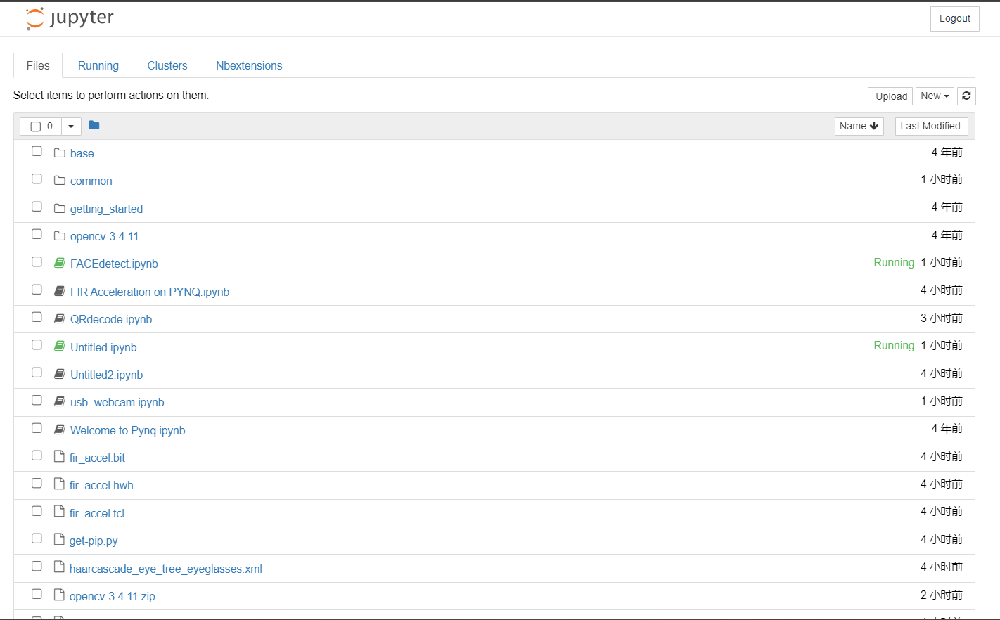 jupyter
Logout
Files Running Clusters Nbextensions
Select items to perform actions on them.
Upload New
0 Name Last Modified
base 4 年前
common 1 小时前
getting_started 4 年前
opencv-3.4.11 4 年前
FACEdetect.ipynb Running 1 小时前
FIR Acceleration on PYNQ.ipynb 4 小时前
QRdecode.ipynb 3 小时前
Untitled.ipynb Running 1 小时前
Untitled2.ipynb 4 小时前
usb_webcam.ipynb 1 小时前
Welcome to Pynq.ipynb 4 年前
fir_accel.bit 4 小时前
fir_accel.hwh 4 小时前
fir_accel.tcl 4 小时前
get-pip.py 4 小时前
haarcascade_eye_tree_eyeglasses.xml 4 小时前
opencv-3.4.11.zip 2 小时前